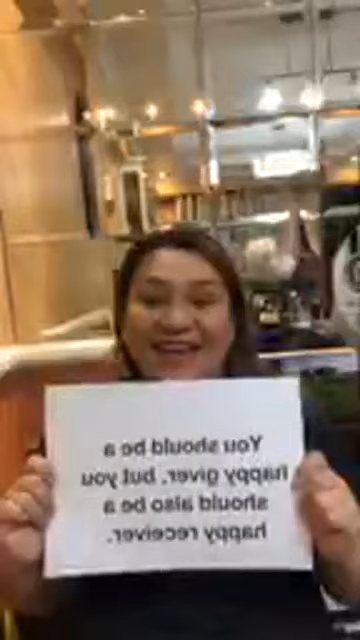 You should be a
happy giver, but you
should also be a
happy receiver.